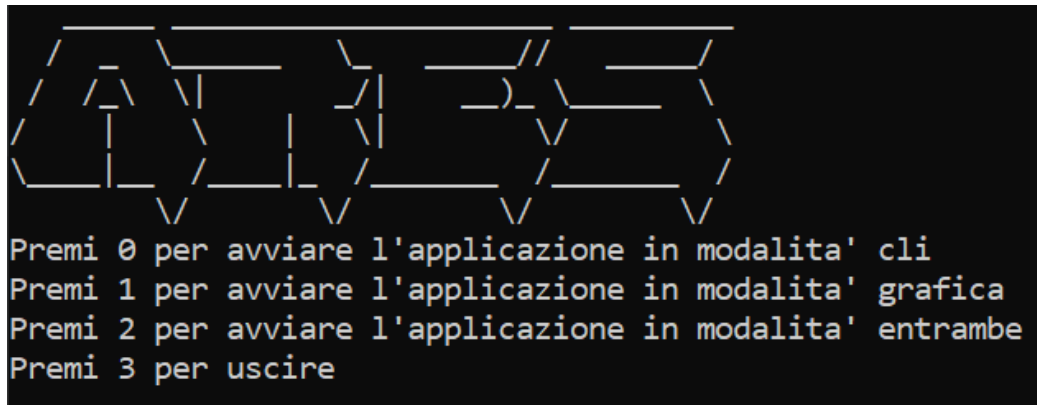 ARES
Premi 0 per avviare l'applicazione in modalita' cli
Premi 1 per avviare l'applicazione in modalita' grafica
Premi 2 per avviare l'applicazione in modalita' entrambe
Premi 3 per uscire